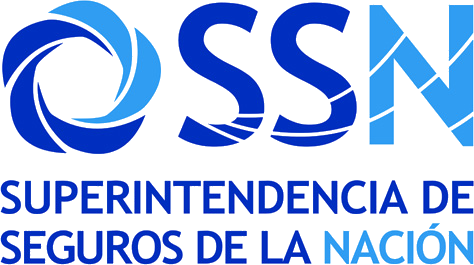 SSN
SUPERINTENDENCIA DE
SEGUROS DE LA NACIÓN